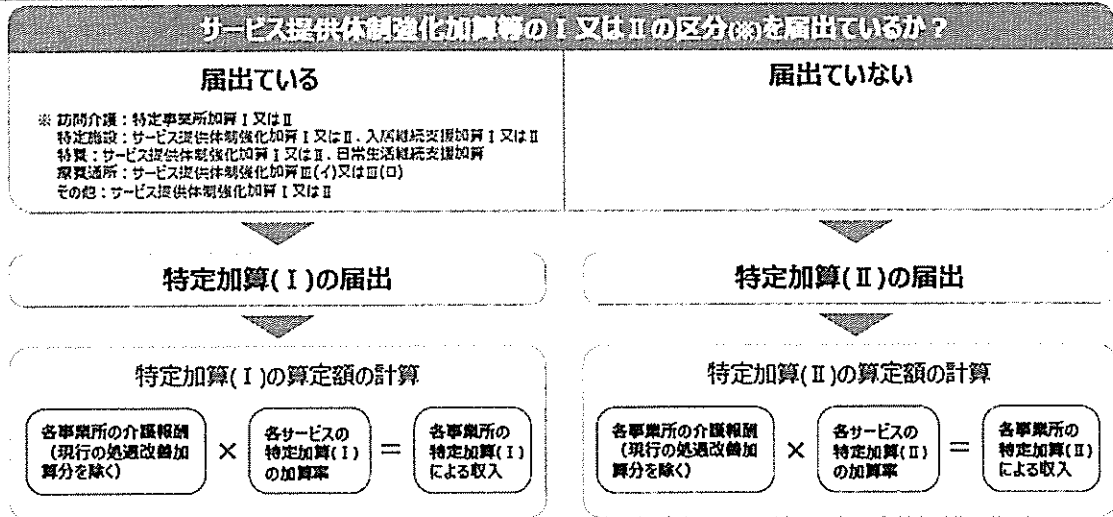 サービス提供体制強化加算等のⅠ又はⅡの区分(※)を届出ているか？
届出ている
※ 訪問介護：特定事業所加算Ⅰ又はⅡ
特定施設：サービス提供体制強化加算Ⅰ又はⅡ、入居継続支援加算Ⅰ又はⅡ
特養：サービス提供体制強化加算Ⅰ又はⅡ、日常生活継続支援加算
療養通所：サービス提供体制強化加算Ⅲ(イ)又はⅢ(ロ)
その他：サービス提供体制強化加算Ⅰ又はⅡ
届出ていない
特定加算(Ⅰ)の届出
特定加算(Ⅱ)の届出
特定加算(Ⅰ)の算定額の計算
各事業所の介護報酬
（現行の処遇改善加
算分を除く）
×
各サービスの
特定加算(Ⅰ)
の加算率
=
各事業所の
特定加算(Ⅰ)
による収入
特定加算(Ⅱ)の算定額の計算
各事業所の介護報酬
（現行の処遇改善加
算分を除く）
×
各サービスの
特定加算(Ⅱ)
の加算率
=
各事業所の
特定加算(Ⅱ)
による収入